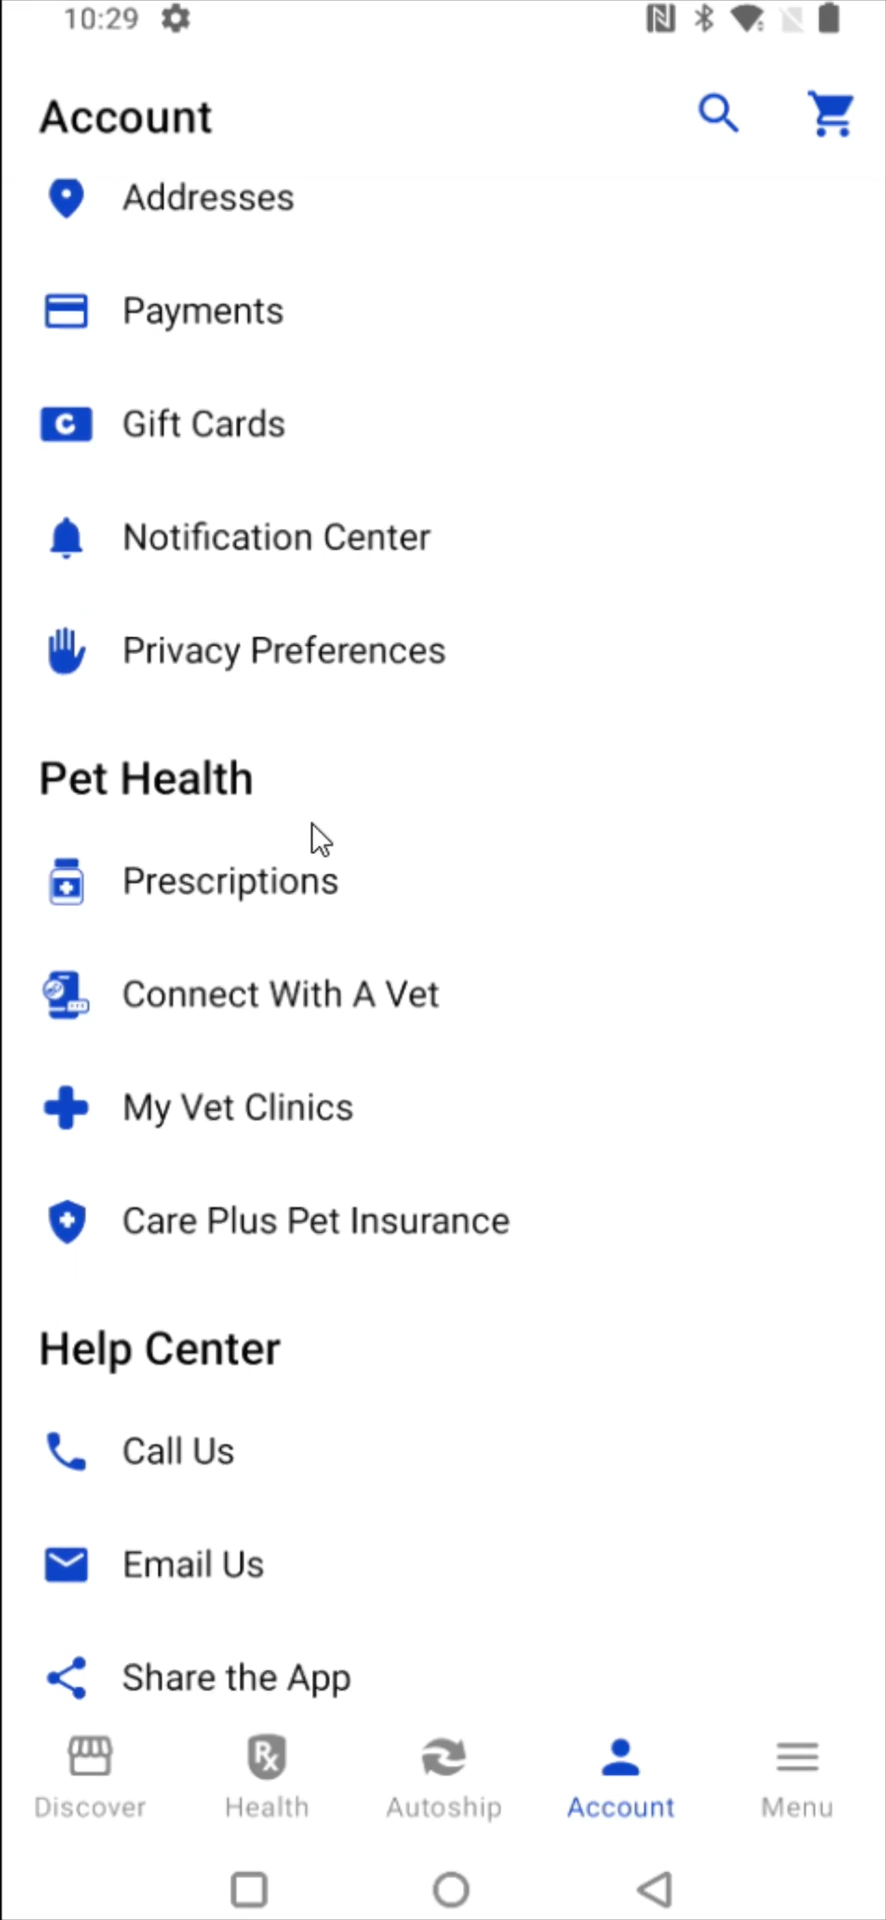 10:29
Account
Addresses
Payments
Gift Cards
Notification Center
Privacy Preferences
Pet Health
Prescriptions
Connect With A Vet
My Vet Clinics
Care Plus Pet Insurance
Help Center
Call Us
Email Us
Share the App
Discover Health Autoship Account Menu